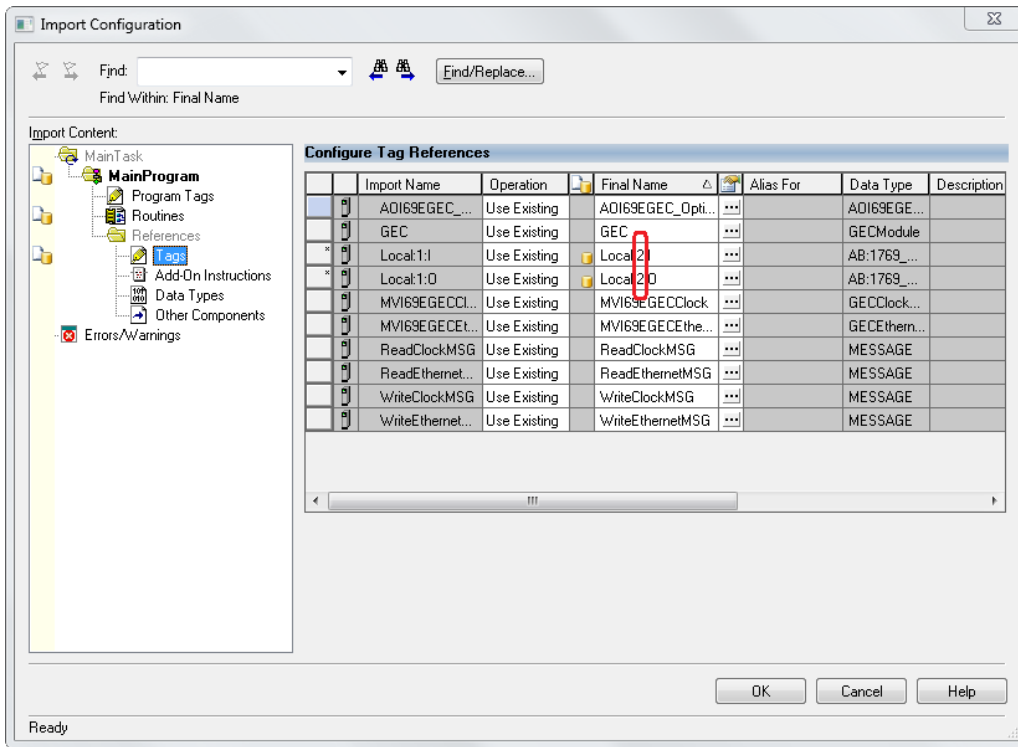 Import Configuration
Find:
Find/Replace...
Find Within: Final Name
Import Content:
MainTask
MainProgram
Program Tags
Routines
References
Tags
Add-On Instructions
Data Types
Other Components
Errors/Warnings
Configure Tag References
Import Name Operation Final Name Alias For Data Type Description
AOI69EGEC_... Use Existing AOI69EGEC_Opti... ... AOI69EGE...
GEC Use Existing GEC ... GECModule
* Local:1:I Use Existing Local:2:I ... AB:1769_...
* Local:1:O Use Existing Local:2:O ... AB:1769_...
MVI69EGECCl... Use Existing MVI69EGECClock ... GECClock...
MVI69EGECEt... Use Existing MVI69EGECEthe... ... GECEthern...
ReadClockMSG Use Existing ReadClockMSG ... MESSAGE
ReadEthernet... Use Existing ReadEthernetMSG ... MESSAGE
WriteClockMSG Use Existing WriteClockMSG ... MESSAGE
WriteEthernet... Use Existing WriteEthernetMSG ... MESSAGE
OK Cancel Help
Ready